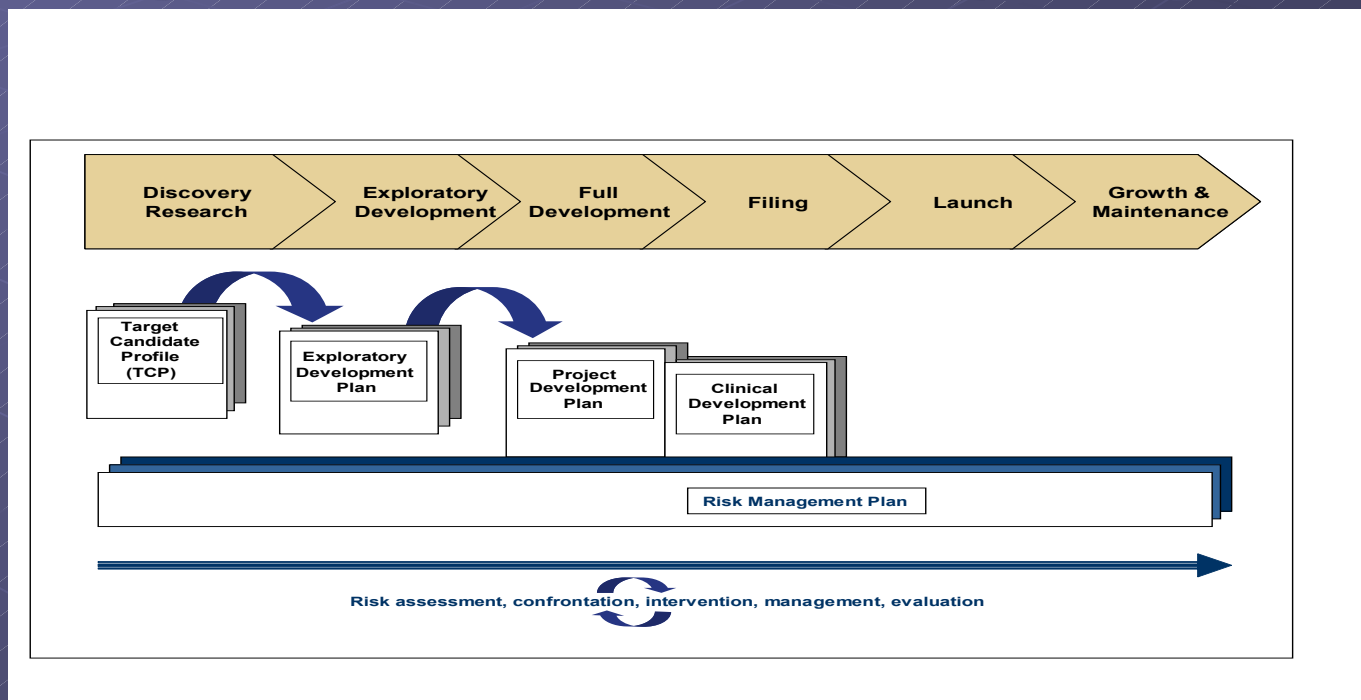 Discovery
Research
Exploratory
Development
Full
Development
Filing
Launch
Growth &
Maintenance
Target
Candidate
Profile
(TCP)
Exploratory
Development
Plan
Project
Development
Plan
Clinical
Development
Plan
Risk Management Plan
Risk assessment, confrontation, intervention, management, evaluation